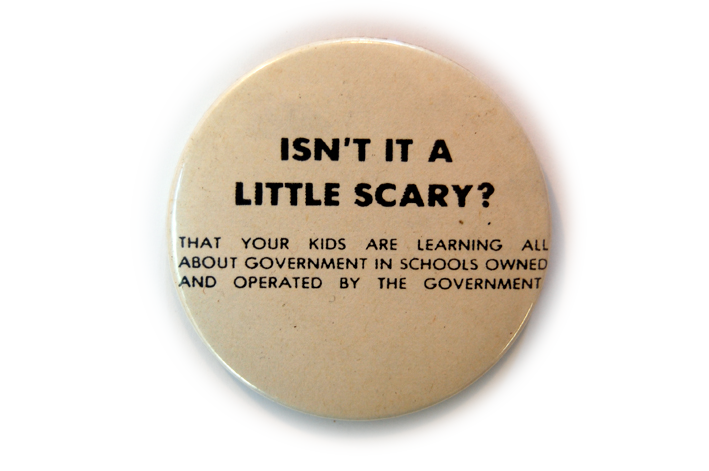 ISN'T IT A
LITTLE SCARY?
THAT YOUR KIDS ARE LEARNING ALL
ABOUT GOVERNMENT IN SCHOOLS OWNED
AND OPERATED BY THE GOVERNMENT